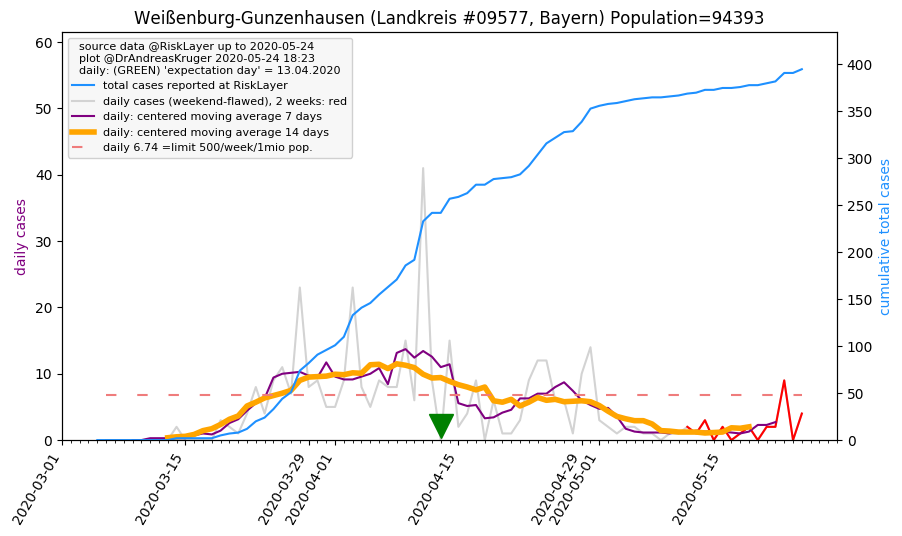 Weißenburg-Gunzenhausen (Landkreis #09577, Bayern) Population=94393
source data @RiskLayer up to 2020-05-24
plot @DrAndreasKruger 2020-05-24 18:23
daily: (GREEN) 'expectation day' = 13.04.2020
total cases reported at RiskLayer
daily cases (weekend-flawed), 2 weeks: red
daily: centered moving average 7 days
daily: centered moving average 14 days
daily 6.74 =limit 500/week/1mio pop.
daily cases
60
50
40
30
20
10
0
cumulative total cases
400
350
300
250
200
150
100
50
0
2020-03-01
2020-03-15
2020-03-29
2020-04-01
2020-04-15
2020-04-29
2020-05-01
2020-05-15